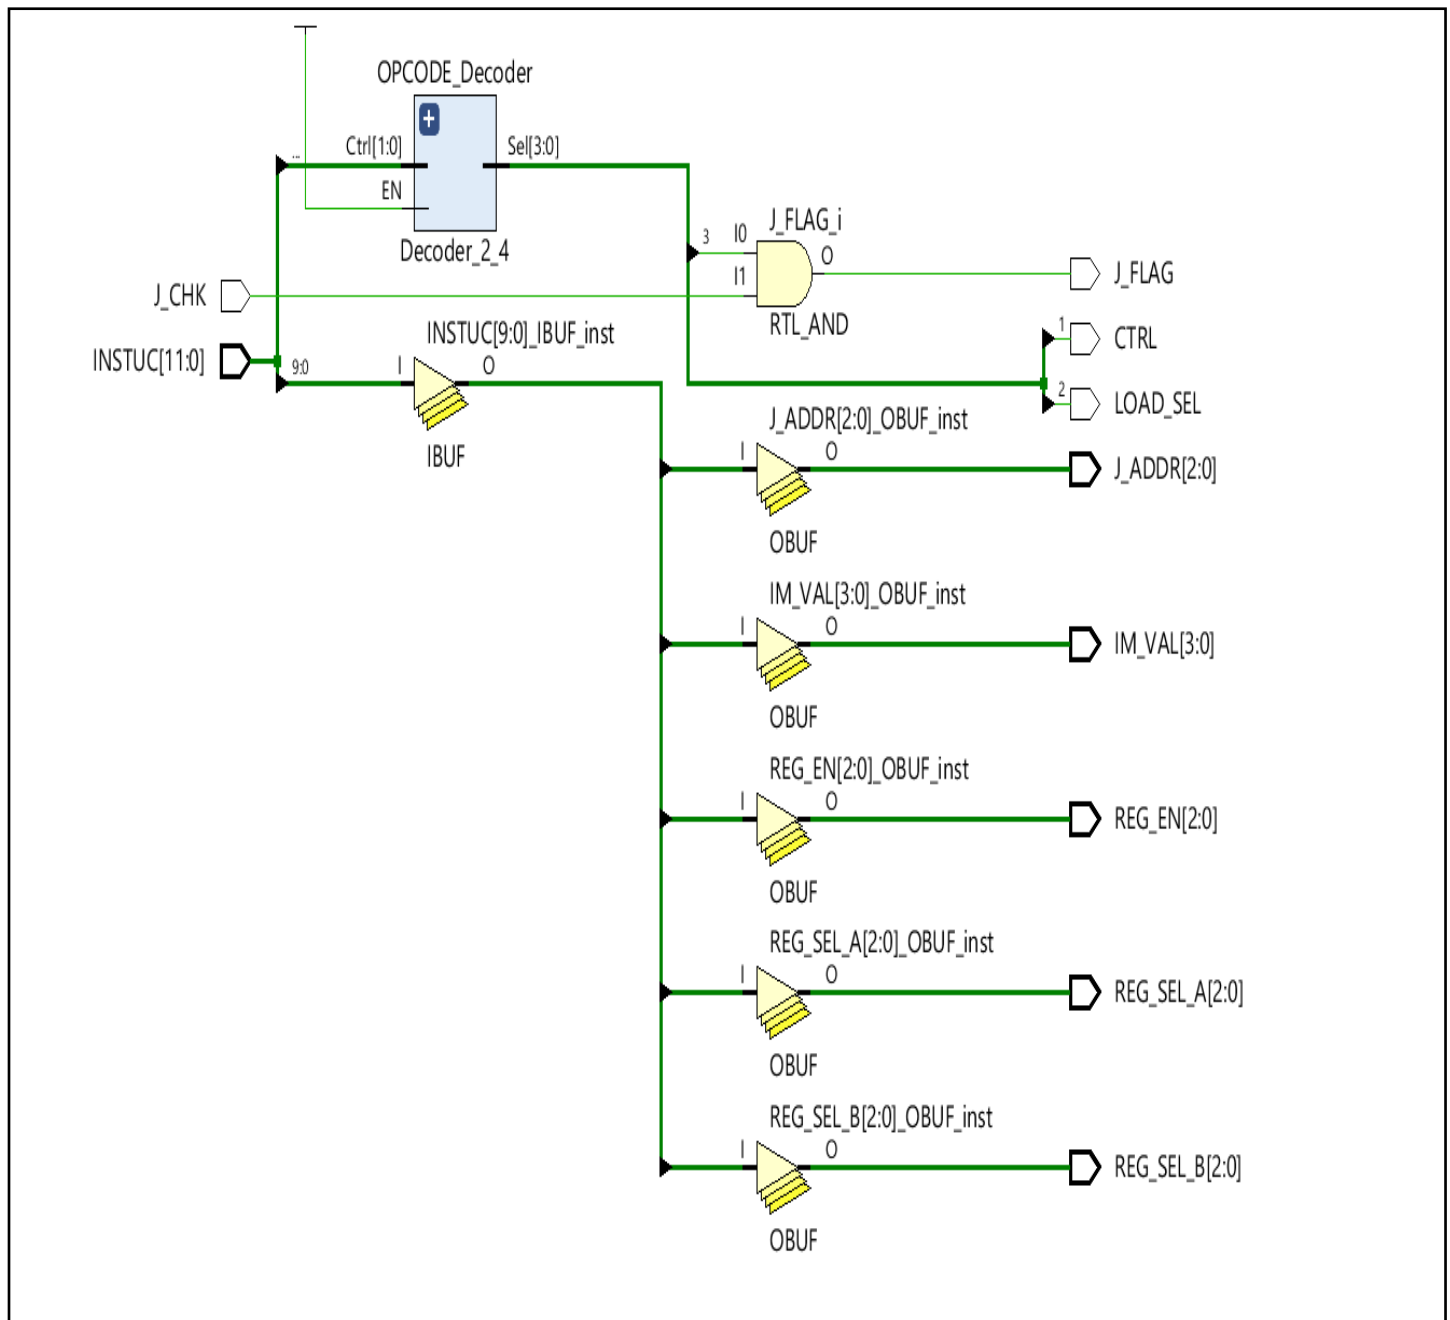 OPCODE_Decoder
+
Ctrl[1:0] Sel[3:0]
...
EN
Decoder_2_4
J_FLAG_i
3 I0 O
I1
J_FLAG
J_CHK
RTL_AND
INSTUC[9:0]_IBUF_inst
1 CTRL
INSTUC[11:0]
9:0 I O
2 LOAD_SEL
J_ADDR[2:0]_OBUF_inst
IBUF
I O
J_ADDR[2:0]
OBUF
IM_VAL[3:0]_OBUF_inst
I O
IM_VAL[3:0]
OBUF
REG_EN[2:0]_OBUF_inst
I O
REG_EN[2:0]
OBUF
REG_SEL_A[2:0]_OBUF_inst
I O
REG_SEL_A[2:0]
OBUF
REG_SEL_B[2:0]_OBUF_inst
I O
REG_SEL_B[2:0]
OBUF